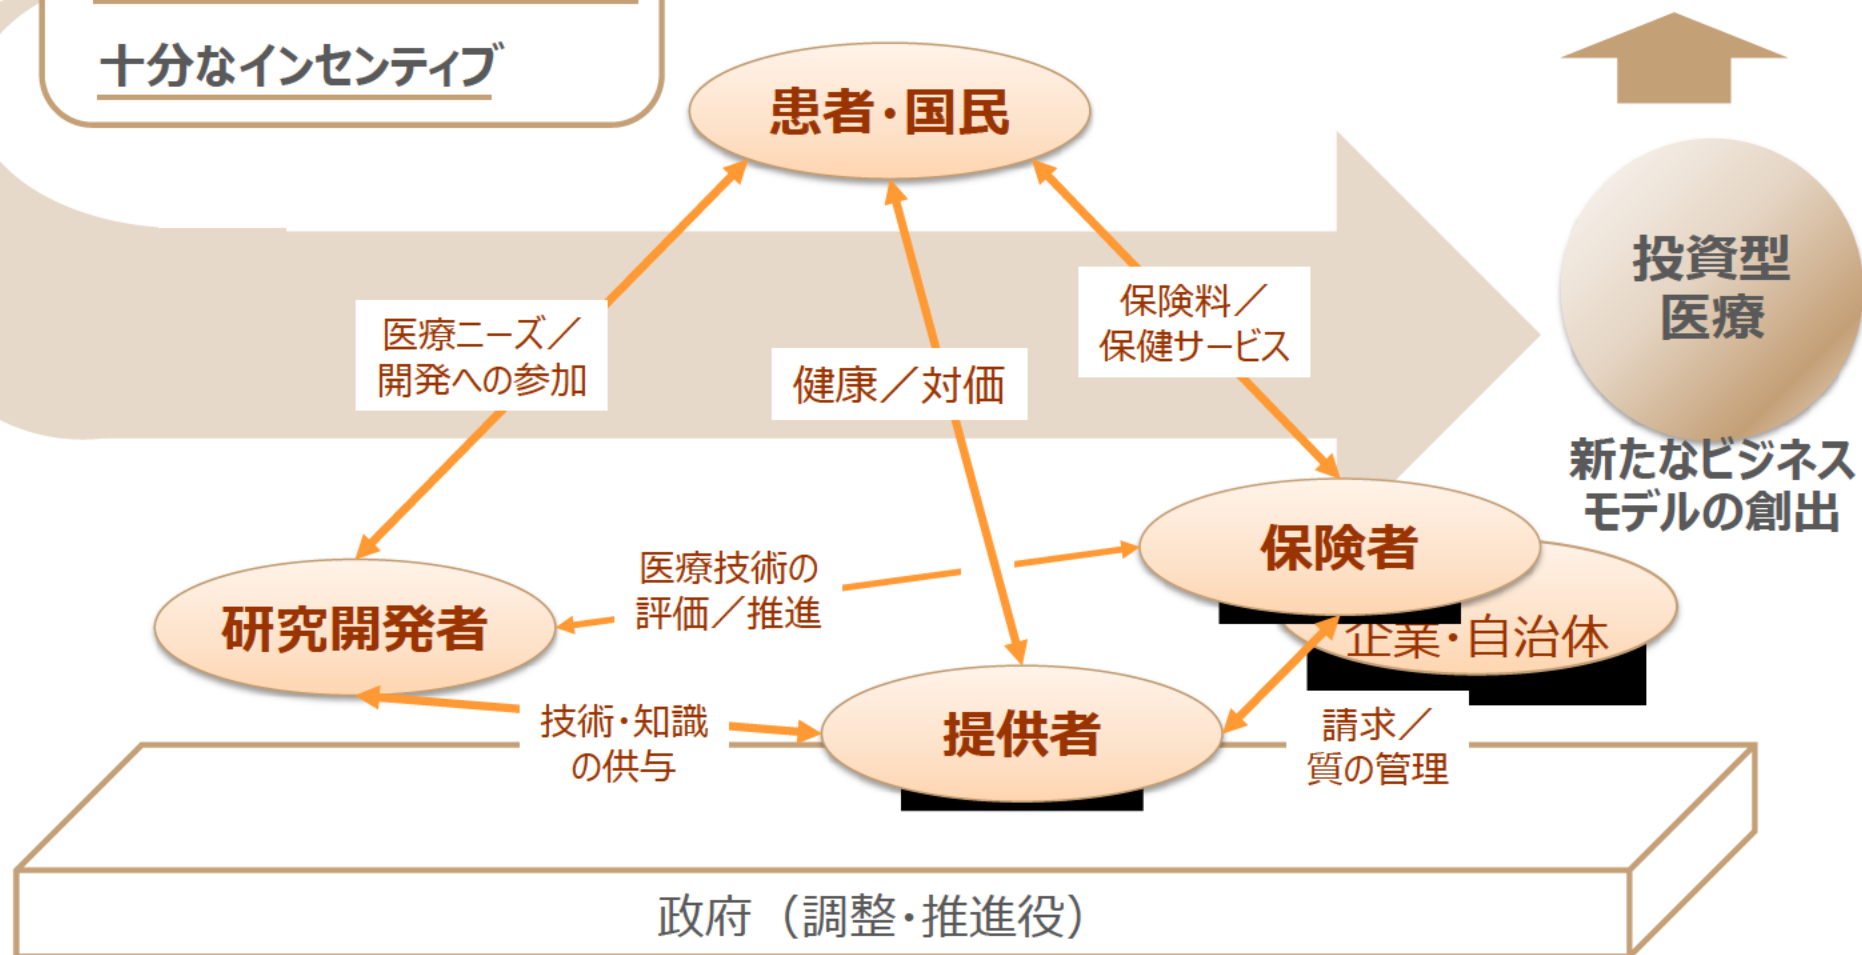 十分なインセンティブ
患者・国民
投資型
医療
保険料／
保健サービス
医療ニーズ／
開発への参加
健康／対価
新たなビジネス
モデルの創出
保険者
医療技術の
評価／推進
研究開発者
企業・自治体
技術・知識
の供与
提供者
請求／
質の管理
政府（調整・推進役）